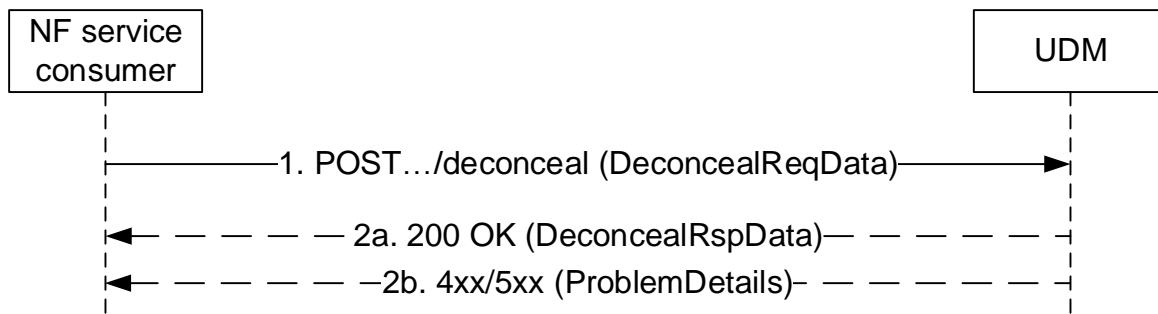 NF service
consumer
UDM
1. POST…/deconceal (DeconcealReqData)
2a. 200 OK (DeconcealRspData)
2b. 4xx/5xx (ProblemDetails)